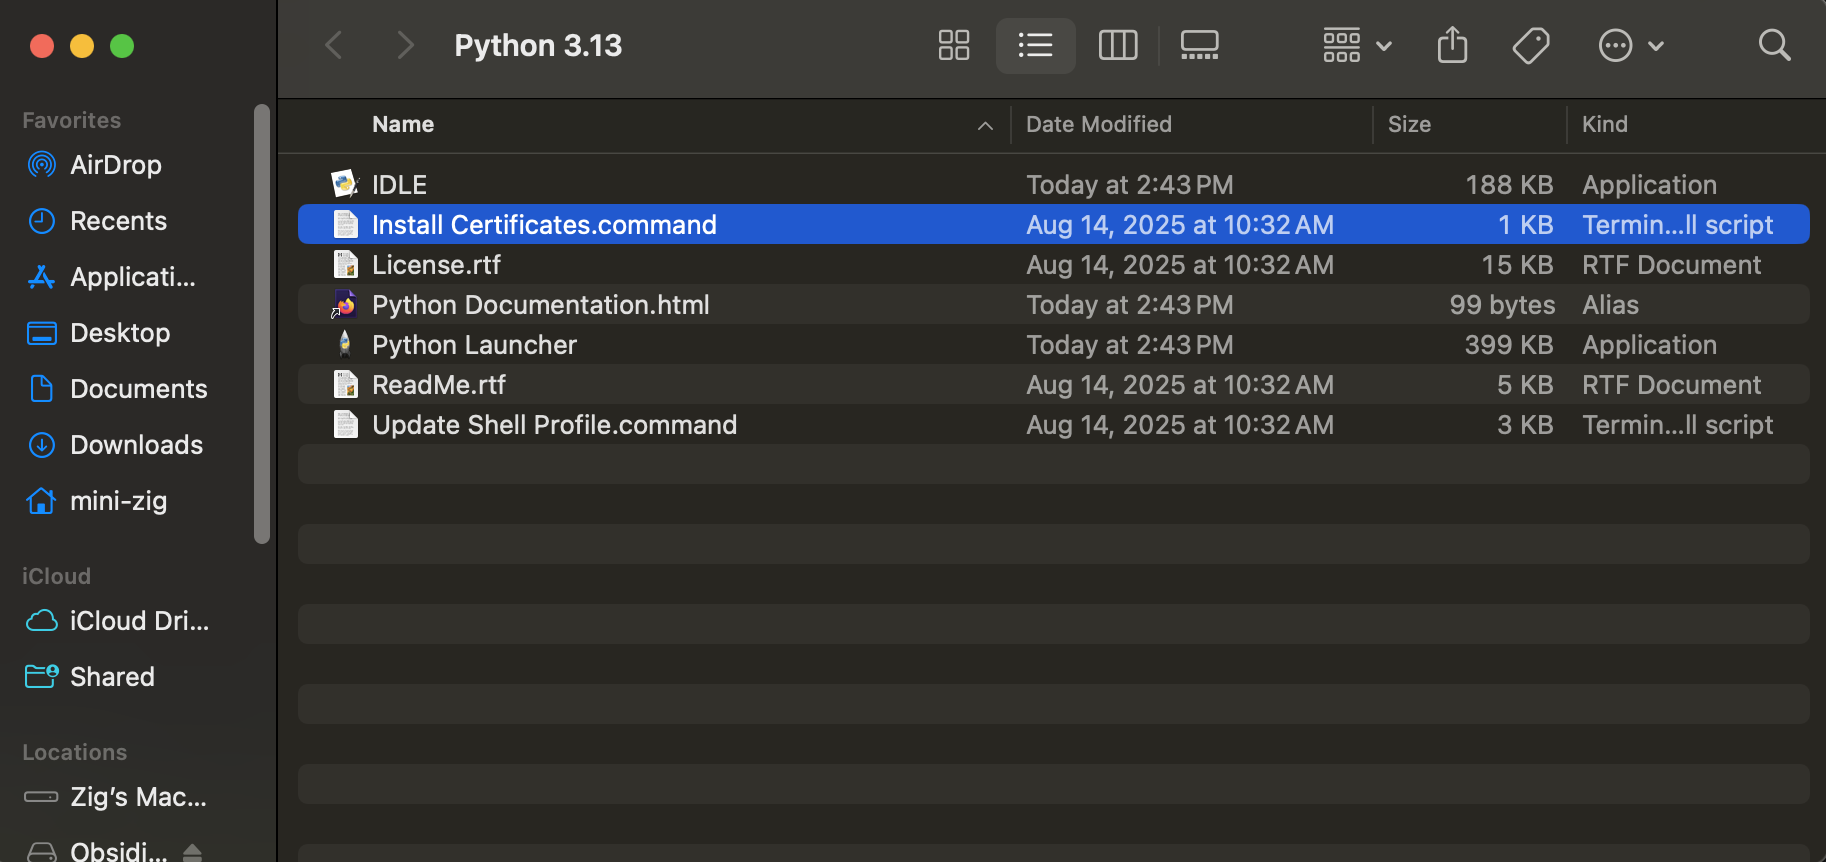 Python 3.13
Favorites
AirDrop
Recents
Applicati...
Desktop
Documents
Downloads
mini-zig
iCloud
iCloud Dri...
Shared
Locations
Zig’s Mac...
Obsidi...
Name Date Modified Size Kind
IDLE Today at 2:43 PM 188 KB Application
Install Certificates.command Aug 14, 2025 at 10:32 AM 1 KB Termin...ll script
License.rtf Aug 14, 2025 at 10:32 AM 15 KB RTF Document
Python Documentation.html Today at 2:43 PM 99 bytes Alias
Python Launcher Today at 2:43 PM 399 KB Application
ReadMe.rtf Aug 14, 2025 at 10:32 AM 5 KB RTF Document
Update Shell Profile.command Aug 14, 2025 at 10:32 AM 3 KB Termin...ll script